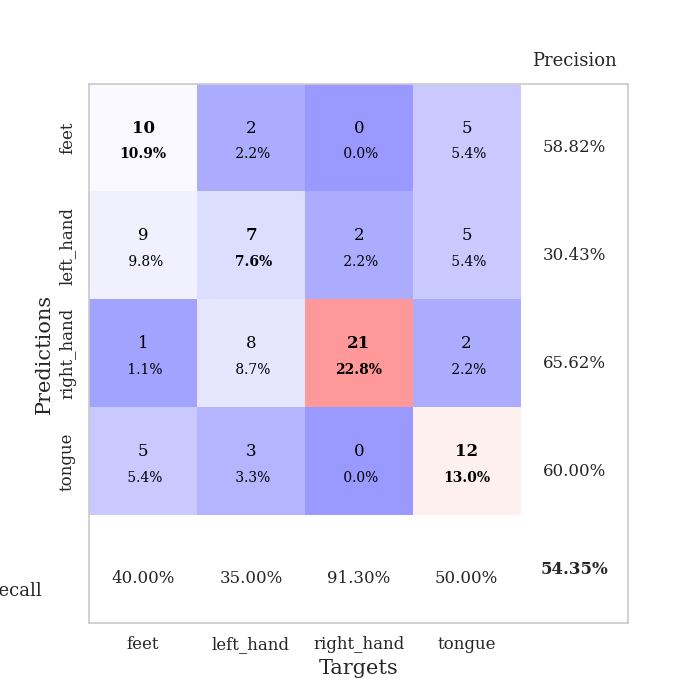 Precision
feet
10 2 0 5
10.9% 2.2% 0.0% 5.4%
58.82%
left_hand
9 7 2 5
9.8% 7.6% 2.2% 5.4%
30.43%
Predictions
right_hand
1 8 21 2
1.1% 8.7% 22.8% 2.2%
65.62%
tongue
5 3 0 12
5.4% 3.3% 0.0% 13.0%
60.00%
ecall
40.00% 35.00% 91.30% 50.00%
54.35%
feet left_hand right_hand tongue
Targets